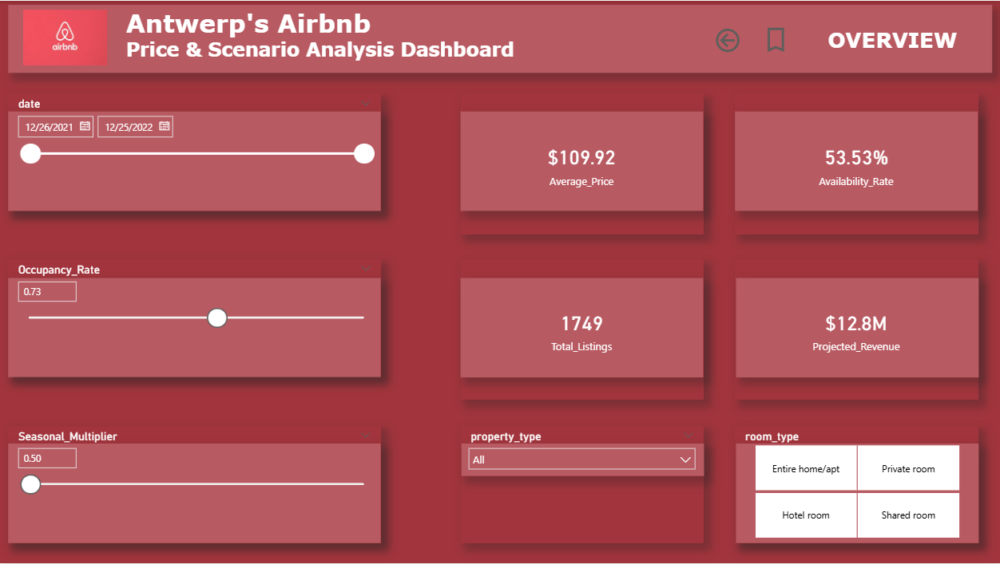 airbnb
Antwerp's Airbnb
Price & Scenario Analysis Dashboard
OVERVIEW
date
12/26/2021
12/25/2022
$109.92
Average_Price
53.53%
Availability_Rate
Occupancy_Rate
0.73
1749
Total_Listings
$12.8M
Projected_Revenue
Seasonal_Multiplier
0.50
property_type
All
room_type
Entire home/apt
Private room
Hotel room
Shared room